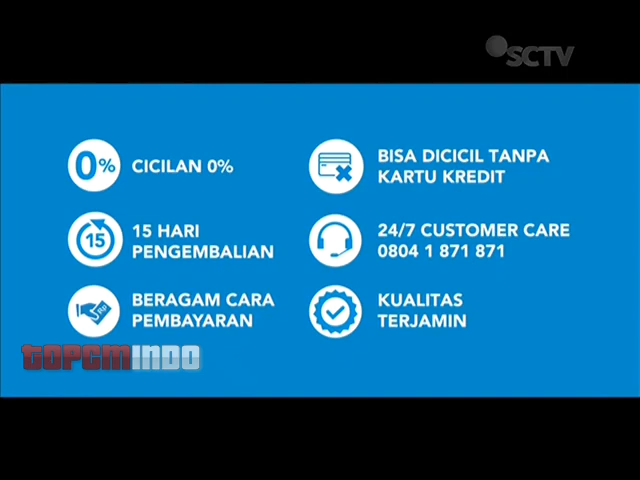 SCTV
0%
CICILAN 0%
BISA DICICIL TANPA
KARTU KREDIT
15
15 HARI
PENGEMBALIAN
24/7 CUSTOMER CARE
0804 1 871 871
Rp
BERAGAM CARA
PEMBAYARAN
KUALITAS
TERJAMIN
TOPCMINDO